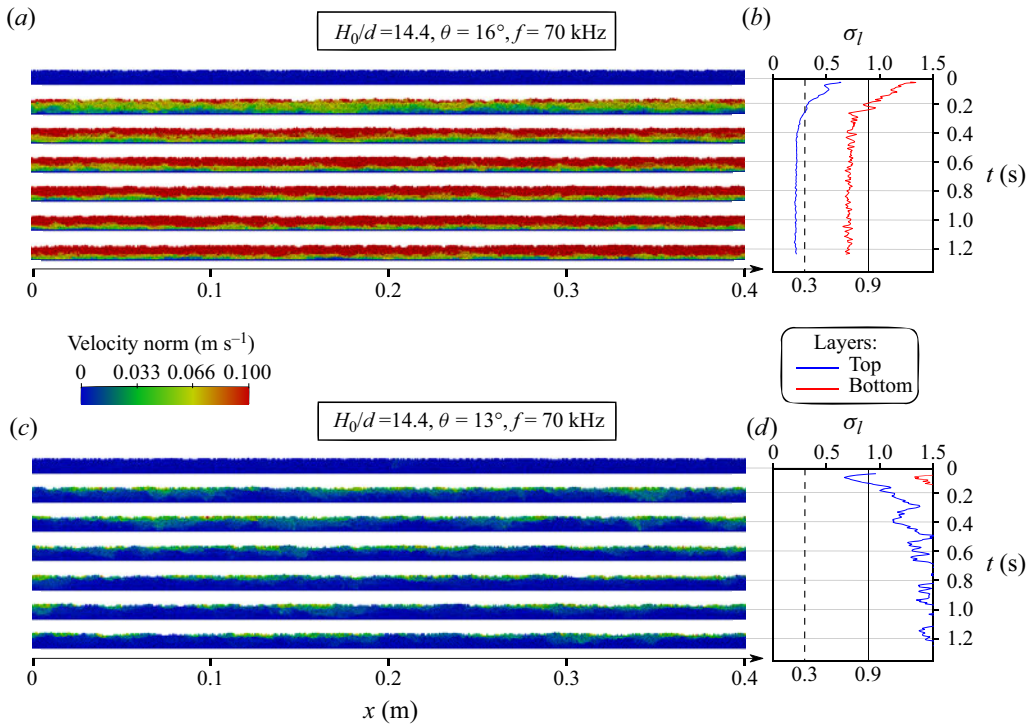 (a)
H0/d =14.4, θ = 16°, f = 70 kHz
(b)
σl
0 0.5 1.0 1.5
0
0.2
0.4
0.6
0.8
1.0
1.2
t (s)
0.3 0.9
0 0.1 0.2 0.3 0.4
Velocity norm (m s⁻¹)
0 0.033 0.066 0.100
Layers:
Top
Bottom
(c)
H0/d =14.4, θ = 13°, f = 70 kHz
(d)
σl
0 0.5 1.0 1.5
0
0.2
0.4
0.6
0.8
1.0
1.2
t (s)
0.3 0.9
0 0.1 0.2 0.3 0.4
x (m)